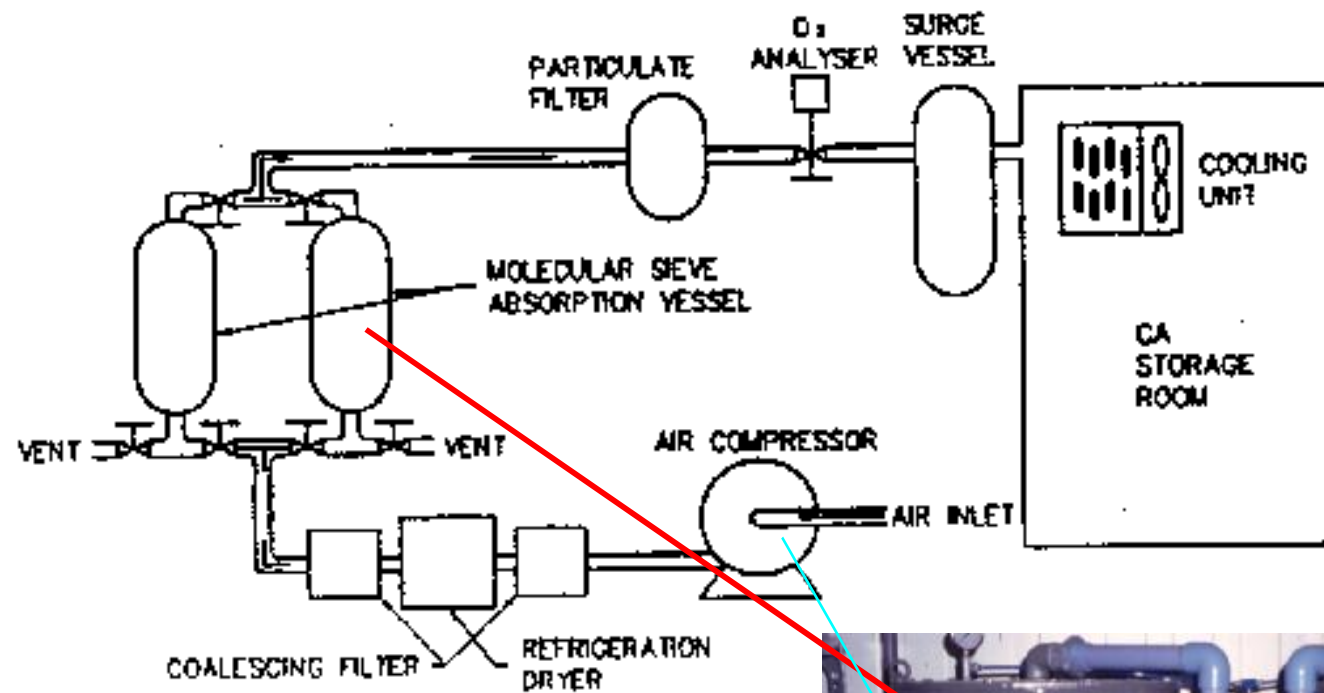 O₂
ANALYSER
SURGE
VESSEL
PARTICULATE
FILTER
COOLING
UNIT
MOLECULAR SIEVE
ABSORPTION VESSEL
CA
STORAGE
ROOM
VENT
VENT
AIR COMPRESSOR
AIR INLET
COALESCING FILTER
REFRIGERATION
DRYER